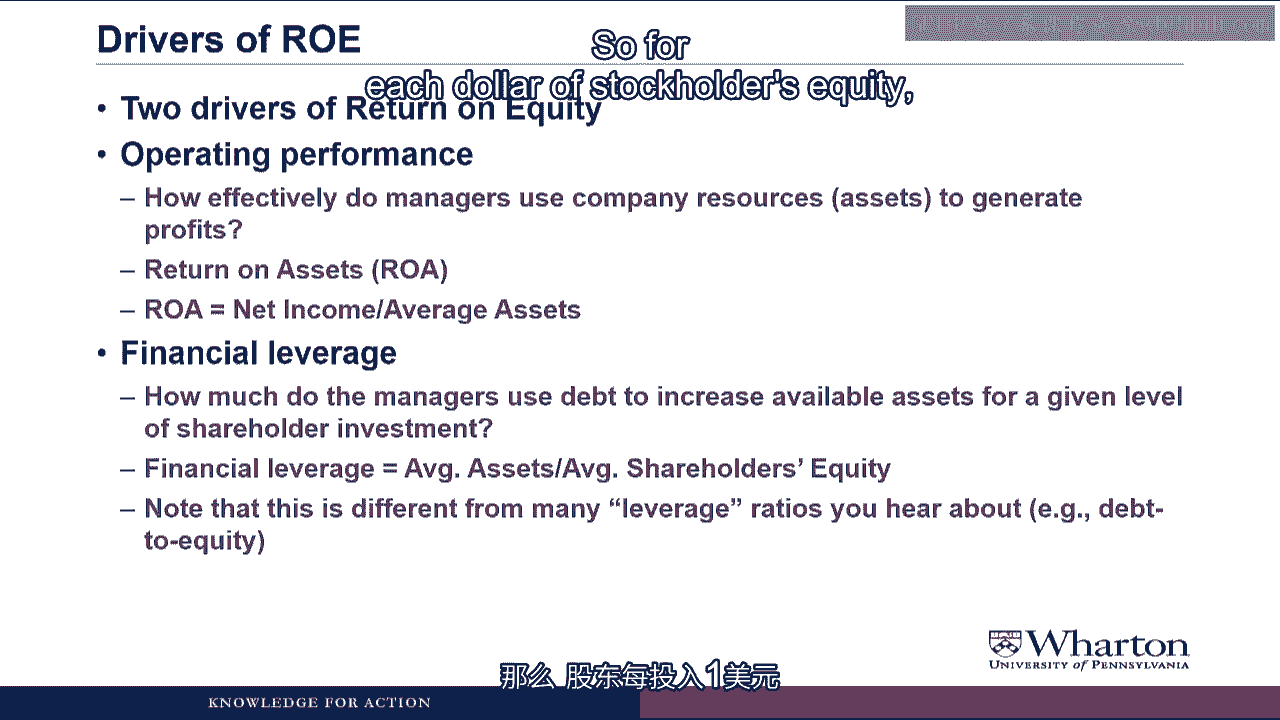 Drivers of ROE
So for
each dollar of stockholder's equity,
• Two drivers of Return on Equity
• Operating performance
– How effectively do managers use company resources (assets) to generate
profits?
– Return on Assets (ROA)
– ROA = Net Income/Average Assets
• Financial leverage
– How much do the managers use debt to increase available assets for a given level
of shareholder investment?
– Financial leverage = Avg. Assets/Avg. Shareholders’ Equity
– Note that this is different from many “leverage” ratios you hear about (e.g., debt-
to-equity)
Wharton
UNIVERSITY of PENNSYLVANIA
那么 股东每投入1美元
KNOWLEDGE FOR ACTION